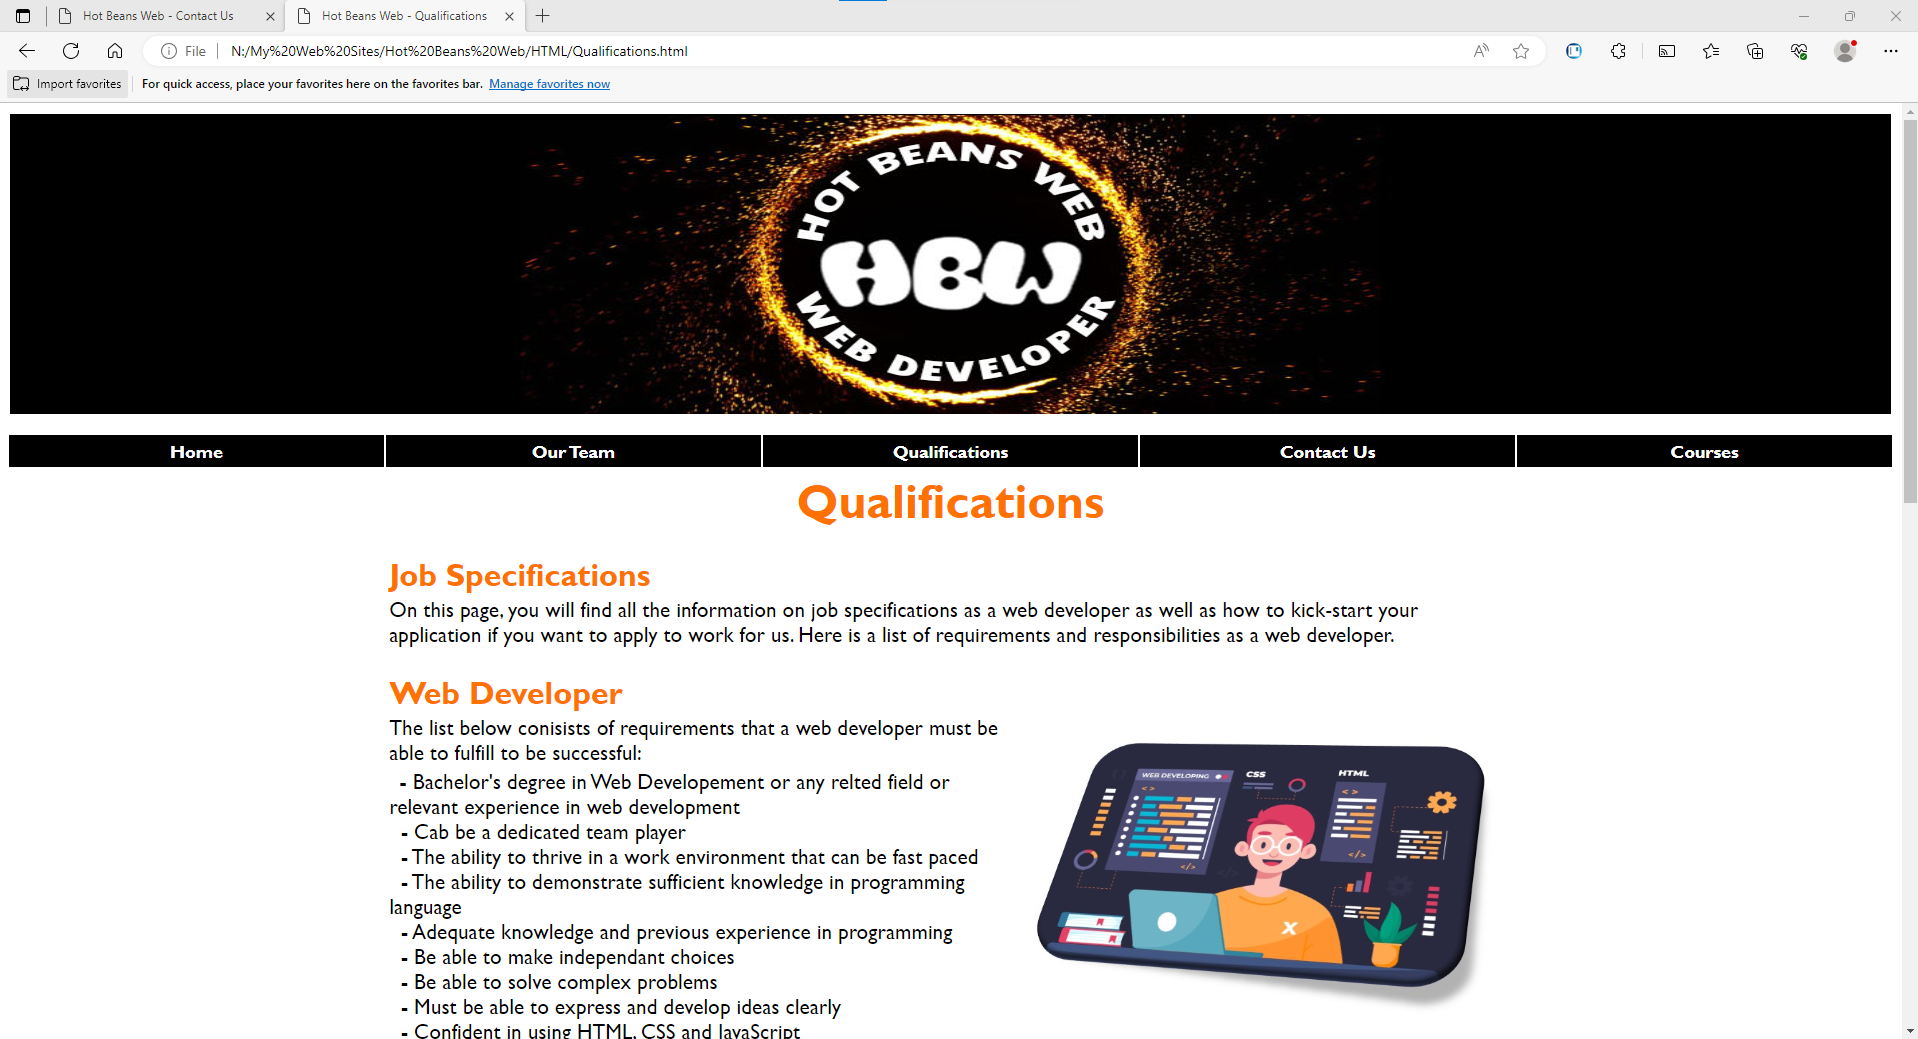 Hot Beans Web - Contact Us
Hot Beans Web - Qualifications
File
N:/My%20Web%20Sites/Hot%20Beans%20Web/HTML/Qualifications.html
Import favorites
For quick access, place your favorites here on the favorites bar. Manage favorites now
HOT BEANS WEB
HBW
WEB DEVELOPER
Home
Our Team
Qualifications
Contact Us
Courses
Qualifications
Job Specifications
On this page, you will find all the information on job specifications as a web developer as well as how to kick-start your
application if you want to apply to work for us. Here is a list of requirements and responsibilities as a web developer.
Web Developer
The list below conisists of requirements that a web developer must be
able to fulfill to be successful:
- Bachelor's degree in Web Developement or any relted field or
relevant experience in web development
- Cab be a dedicated team player
- The ability to thrive in a work environment that can be fast paced
- The ability to demonstrate sufficient knowledge in programming
language
- Adequate knowledge and previous experience in programming
- Be able to make independant choices
- Be able to solve complex problems
- Must be able to express and develop ideas clearly
- Confident in using HTML, CSS and JavaScript
WEB DEVELOPING
CSS
HTML